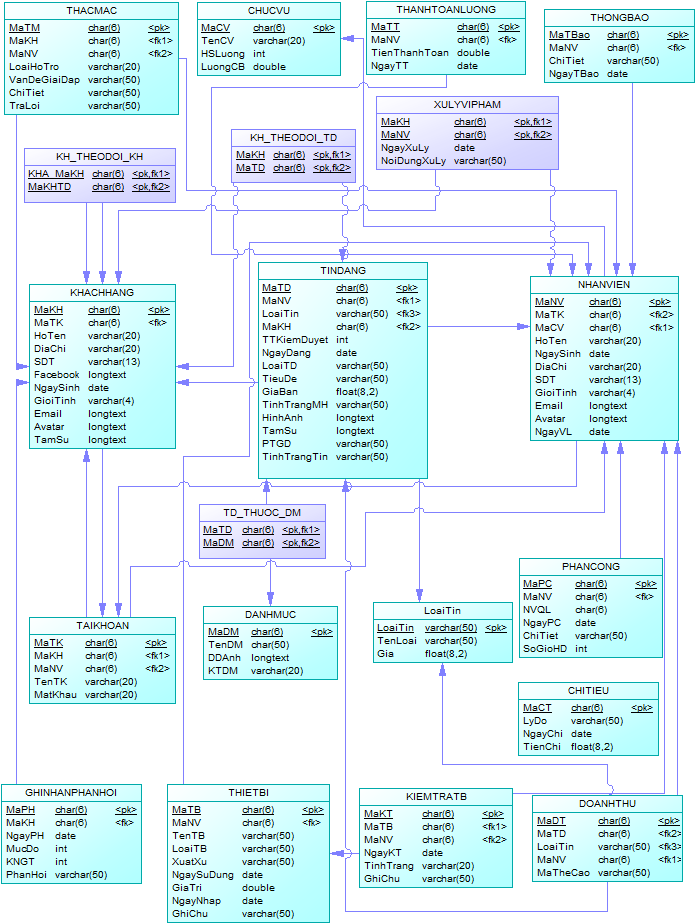 THACMAC
MaTM char(6) <pk>
MaKH char(6) <fk1>
MaNV char(6) <fk2>
LoaiHoTro varchar(20)
VanDeGiaiDap varchar(50)
ChiTiet varchar(50)
TraLoi varchar(50)
CHUCVU
MaCV char(6) <pk>
TenCV varchar(20)
HSLuong int
LuongCB double
THANHTOANLUONG
MaTT char(6) <pk>
MaNV char(6) <fk>
TienThanhToan double
NgayTT date
THONGBAO
MaTBao char(6) <pk>
MaNV char(6) <fk>
ChiTiet varchar(50)
NgayTBao date
XULYVIPHAM
MaKH char(6) <pk,fk1>
MaNV char(6) <pk,fk2>
NgayXuLy date
NoiDungXuLy varchar(50)
KH_THEODOI_KH
KHA_MaKH char(6) <pk,fk1>
MaKHTD char(6) <pk,fk2>
KH_THEODOI_TD
MaKH char(6) <pk,fk1>
MaTD char(6) <pk,fk2>
KHACHHANG
MaKH char(6) <pk>
MaTK char(6) <fk>
HoTen varchar(20)
DiaChi varchar(20)
SDT varchar(13)
Facebook longtext
NgaySinh date
GioiTinh varchar(4)
Email longtext
Avatar longtext
TamSu longtext
TINDANG
MaTD char(6) <pk>
MaNV char(6) <fk1>
LoaiTin varchar(50) <fk3>
MaKH char(6) <fk2>
TTKiemDuyet int
NgayDang date
LoaiTD varchar(50)
TieuDe varchar(50)
GiaBan float(8,2)
TinhTrangMH varchar(50)
HinhAnh longtext
TamSu longtext
PTGD varchar(50)
TinhTrangTin varchar(50)
NHANVIEN
MaNV char(6) <pk>
MaTK char(6) <fk2>
MaCV char(6) <fk1>
HoTen varchar(20)
NgaySinh date
DiaChi varchar(20)
SDT varchar(13)
GioiTinh varchar(4)
Email longtext
Avatar longtext
NgayVL date
TD_THUOC_DM
MaTD char(6) <pk,fk1>
MaDM char(6) <pk,fk2>
PHANCONG
MaPC char(6) <pk>
MaNV char(6) <fk>
NVQL char(6)
NgayPC date
ChiTiet varchar(50)
SoGioHD int
TAIKHOAN
MaTK char(6) <pk>
MaKH char(6) <fk1>
MaNV char(6) <fk2>
TenTK varchar(20)
MatKhau varchar(20)
DANHMUC
MaDM char(6) <pk>
TenDM char(50)
DDAnh longtext
KTDM varchar(20)
LoaiTin
LoaiTin varchar(50) <pk>
TenLoai varchar(50)
Gia float(8,2)
CHITIEU
MaCT char(6) <pk>
LyDo varchar(50)
NgayChi date
TienChi float(8,2)
GHINHANPHANHOI
MaPH char(6) <pk>
MaKH char(6) <fk>
NgayPH date
MucDo int
KNGT int
PhanHoi varchar(50)
THIETBI
MaTB char(6) <pk>
MaNV char(6) <fk>
TenTB varchar(50)
LoaiTB varchar(50)
XuatXu varchar(50)
NgaySuDung date
GiaTri double
NgayNhap date
GhiChu varchar(50)
KIEMTRATB
MaKT char(6) <pk>
MaTB char(6) <fk1>
MaNV char(6) <fk2>
NgayKT date
TinhTrang varchar(20)
GhiChu varchar(50)
DOANHTHU
MaDT char(6) <pk>
MaTD char(6) <fk2>
LoaiTin varchar(50) <fk3>
MaNV char(6) <fk1>
MaTheCao varchar(50)